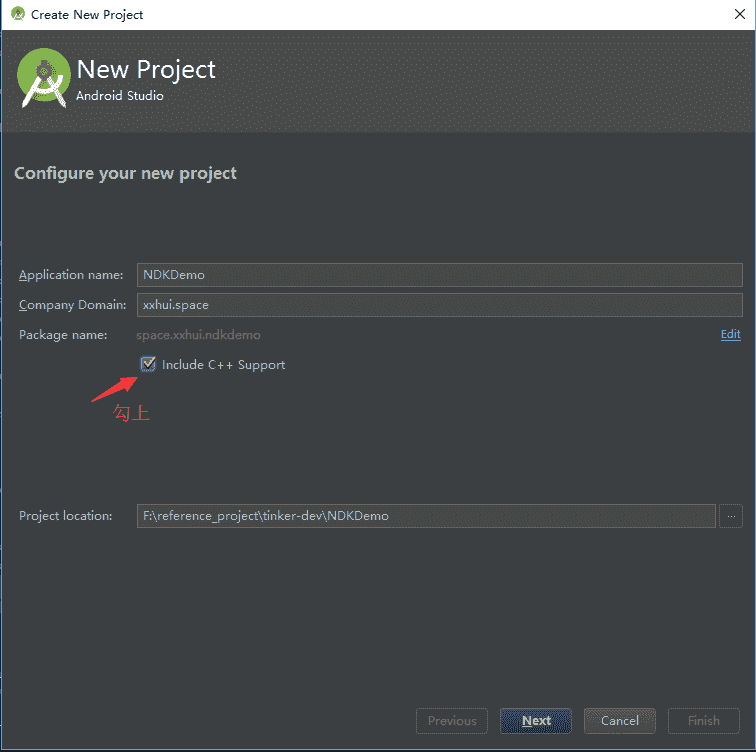 Create New Project
New Project
Android Studio
Configure your new project
Application name: NDKDemo
Company Domain: xxhui.space
Package name: space.xxhui.ndkdemo Edit
Include C++ Support
勾上
Project location: F:\reference_project\tinker-dev\NDKDemo ...
Previous Next Cancel Finish